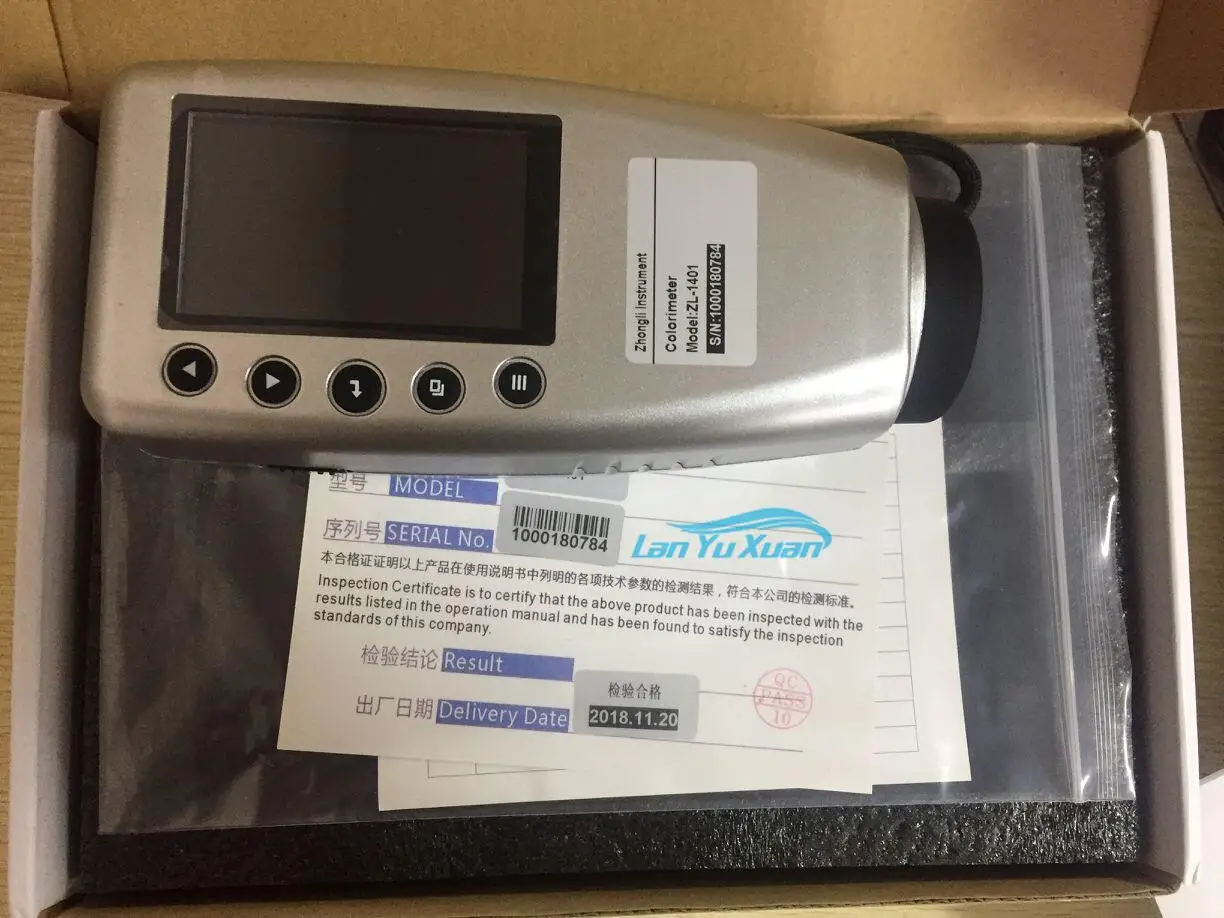 Zhongli Instrument
Colorimeter
Model:ZL-1401
S/N:1000180784
型号 MODEL
序列号 SERIAL No. 1000180784
Lan Yu Xuan
本合格证证明以上产品在使用说明书中列明的各项技术参数的检测结果，符合本公司的检测标准。
Inspection Certificate is to certify that the above product has been inspected with the
results listed in the operation manual and has been found to satisfy the inspection
standards of this company.
检验结论 Result 检验合格
出厂日期 Delivery Date 2018.11.20
QC
PASS
10